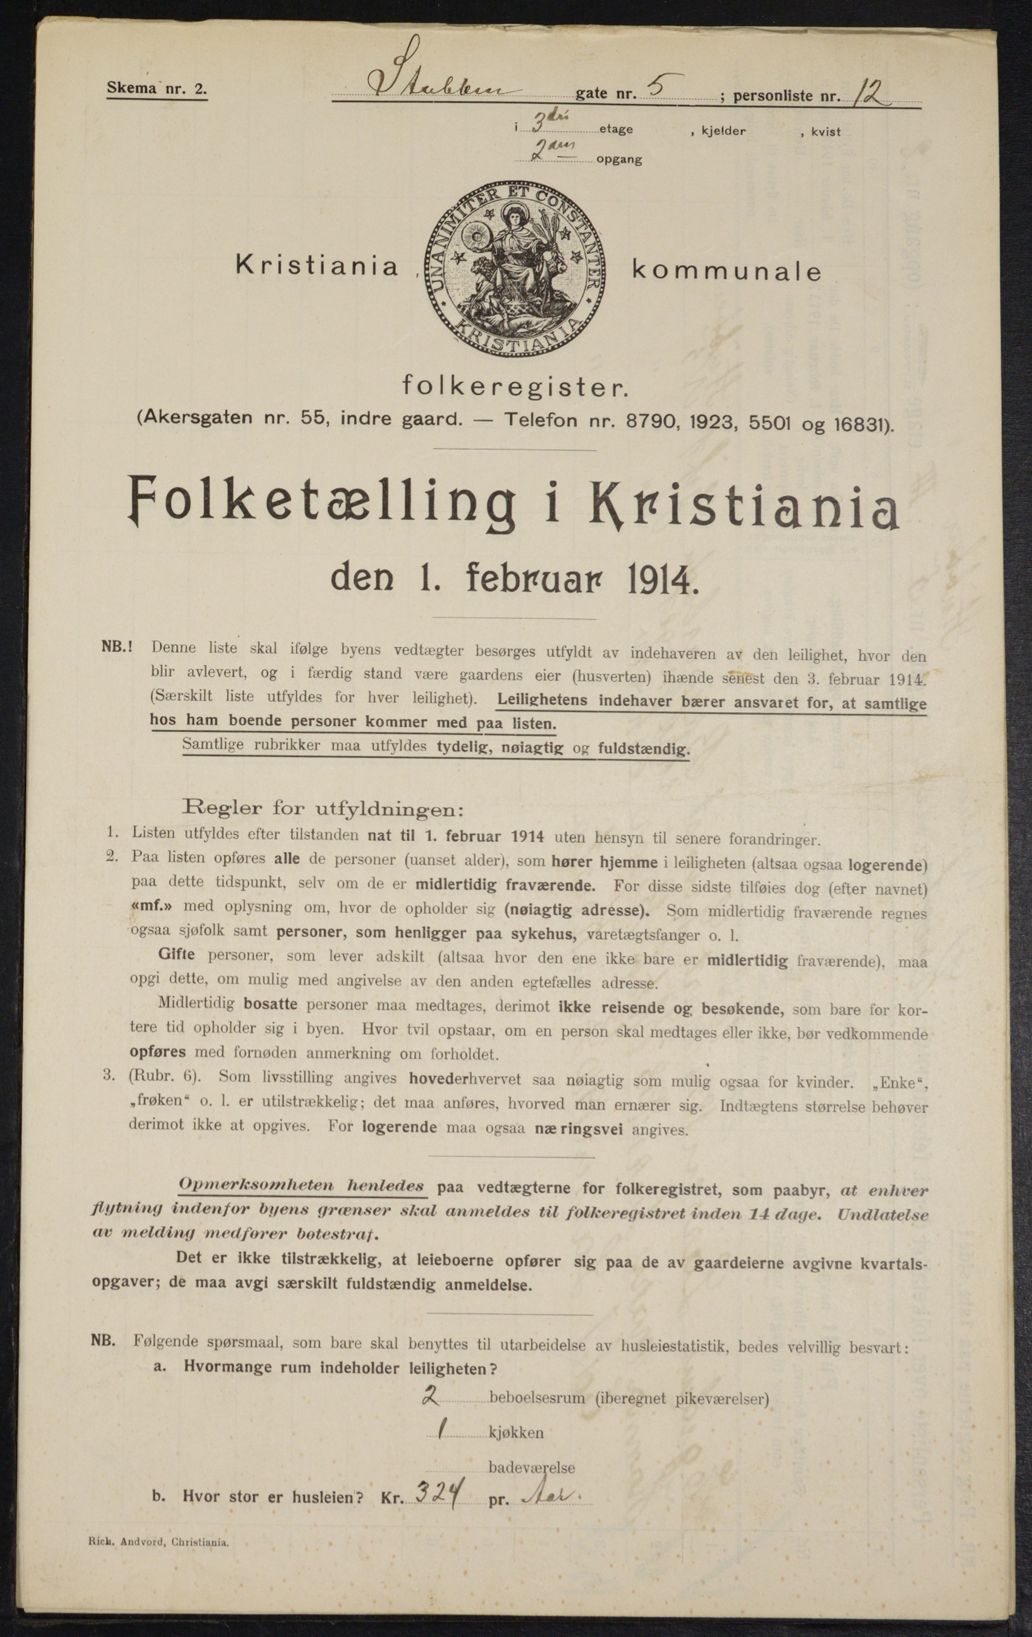 Skema nr. 2.
Stubben gate nr. 5 ; personliste nr. 12
i 3die etage , kjelder , kvist
2den opgang
UNANIMITER ET CONSTANTER
KRISTIANIA
Kristiania kommunale
folkeregister.
(Akersgaten nr. 55, indre gaard. — Telefon nr. 8790, 1923, 5501 og 16831).
Folketælling i Kristiania
den 1. februar 1914.
NB.! Denne liste skal ifølge byens vedtægter besørges utfyldt av indehaveren av den leilighet, hvor den
blir avlevert, og i færdig stand være gaardens eier (husverten) ihænde senest den 3. februar 1914.
(Særskilt liste utfyldes for hver leilighet). Leilighetens indehaver bærer ansvaret for, at samtlige
hos ham boende personer kommer med paa listen.
Samtlige rubrikker maa utfyldes tydelig, nøiagtig og fuldstændig.
Regler for utfyldningen:
1. Listen utfyldes efter tilstanden nat til 1. februar 1914 uten hensyn til senere forandringer.
2. Paa listen opføres alle de personer (uanset alder), som hører hjemme i leiligheten (altsaa ogsaa logerende)
paa dette tidspunkt, selv om de er midlertidig fraværende. For disse sidste tilføies dog (efter navnet)
«mf.» med oplysning om, hvor de opholder sig (nøiagtig adresse). Som midlertidig fraværende regnes
ogsaa sjøfolk samt personer, som henligger paa sykehus, varetægtsfanger o. l.
Gifte personer, som lever adskilt (altsaa hvor den ene ikke bare er midlertidig fraværende), maa
opgi dette, om mulig med angivelse av den anden egtefælles adresse.
Midlertidig bosatte personer maa medtages, derimot ikke reisende og besøkende, som bare for kor-
tere tid opholder sig i byen. Hvor tvil opstaar, om en person skal medtages eller ikke, bør vedkommende
opføres med fornøden anmerkning om forholdet.
3. (Rubr. 6). Som livsstilling angives hovederhvervet saa nøiagtig som mulig ogsaa for kvinder. „Enke“,
„frøken“ o. l. er utilstrækkelig; det maa anføres, hvorved man ernærer sig. Indtægtens størrelse behøver
derimot ikke at opgives. For logerende maa ogsaa næringsvei angives.
Opmerksomheten henledes paa vedtægterne for folkeregistret, som paabyr, at enhver
flytning indenfor byens grænser skal anmeldes til folkeregistret inden 14 dage. Undlatelse
av melding medfører bøtestraf.
Det er ikke tilstrækkelig, at leieboerne opfører sig paa de av gaardeierne avgivne kvartals-
opgaver; de maa avgi særskilt fuldstændig anmeldelse.
NB. Følgende spørsmaal, som bare skal benyttes til utarbeidelse av husleiestatistik, bedes velvillig besvart:
a. Hvormange rum indeholder leiligheten?
2 beboelsesrum (iberegnet pikeværelser)
1 kjøkken
badeværelse
b. Hvor stor er husleien? Kr. 324 pr. Aar.
Rich. Andvord, Christiania.